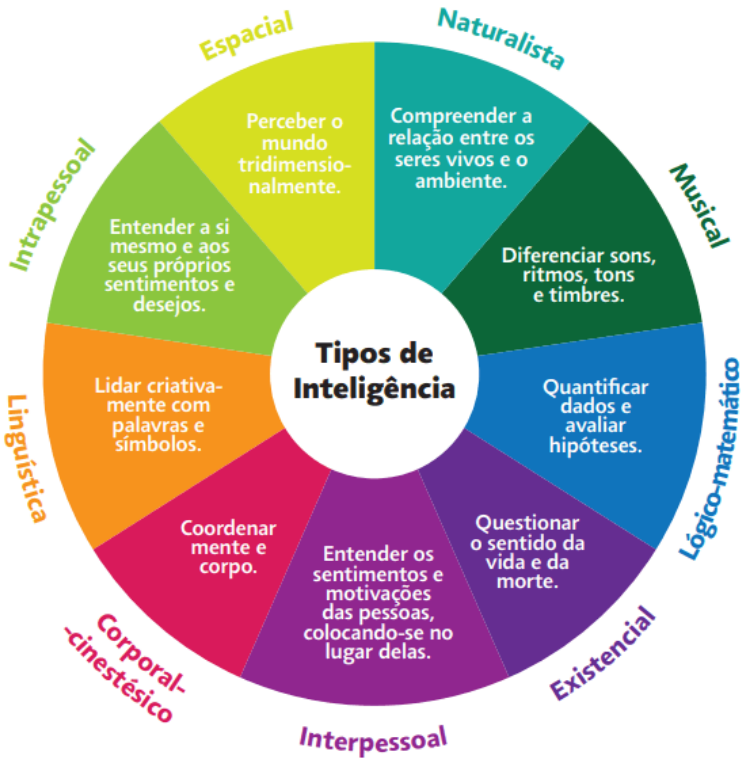 Tipos de
Inteligência
Naturalista
Compreender a
relação entre os
seres vivos e o
ambiente.
Musical
Diferenciar sons,
ritmos, tons
e timbres.
Lógico-matemático
Quantificar
dados e
avaliar
hipóteses.
Existencial
Questionar
o sentido da
vida e da
morte.
Interpessoal
Entender os
sentimentos e
motivações
das pessoas,
colocando-se no
lugar delas.
Corporal-
-cinestésico
Coordenar
mente e
corpo.
Linguística
Lidar criativa-
mente com
palavras e
símbolos.
Intrapessoal
Entender a si
mesmo e aos
seus próprios
sentimentos e
desejos.
Espacial
Perceber o
mundo
tridimensio-
nalmente.